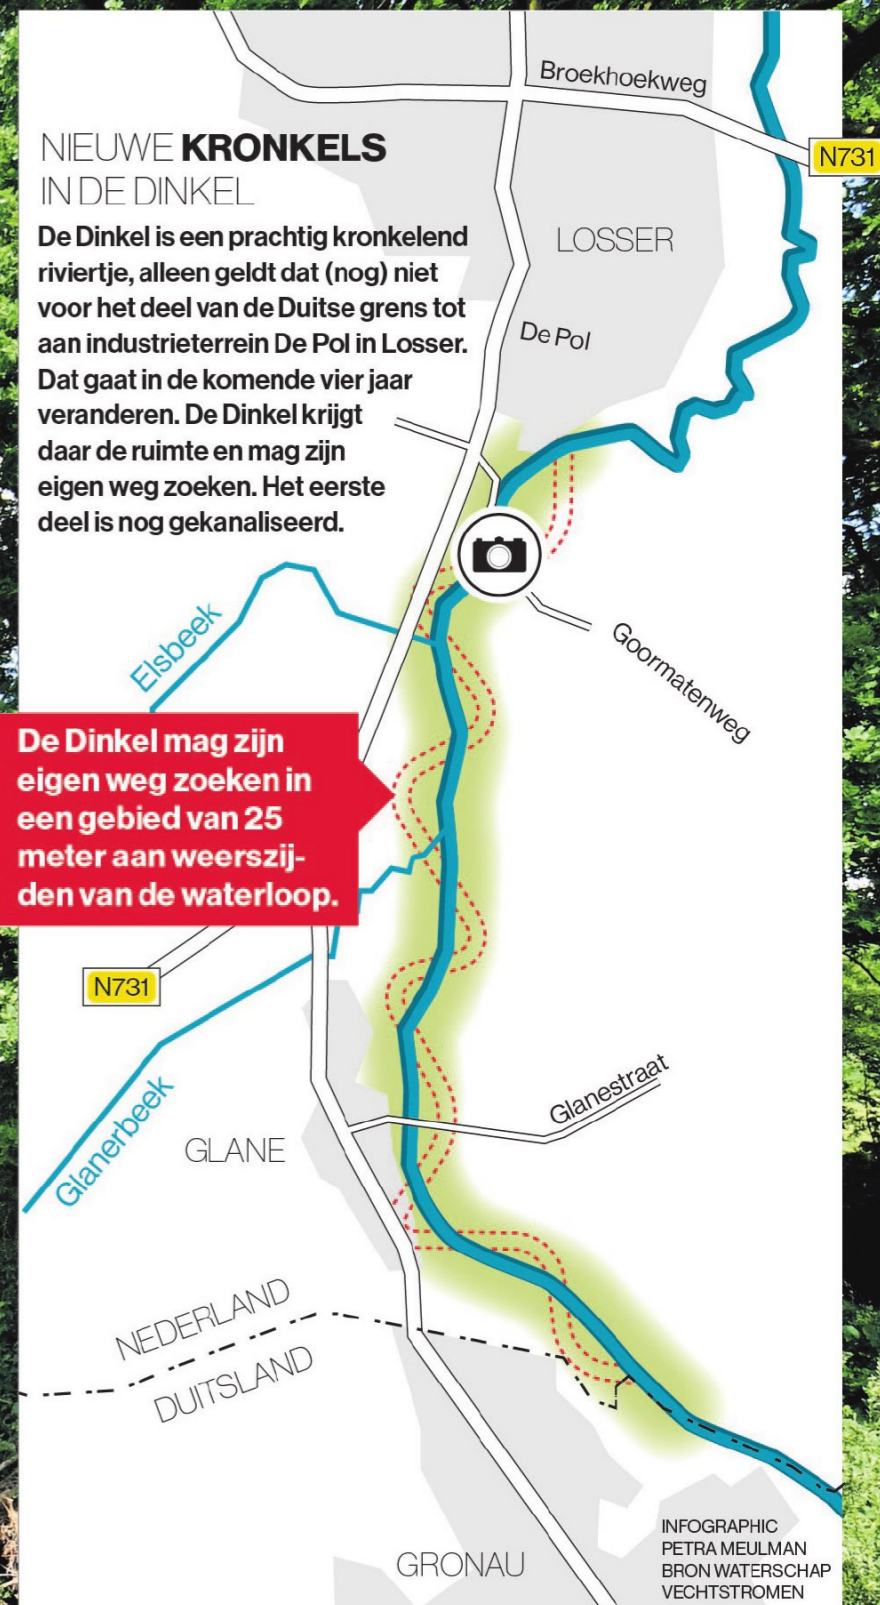 Broekhoekweg
N731
NIEUWE KRONKELS
IN DE DINKEL
De Dinkel is een prachtig kronkelend
riviertje, alleen geldt dat (nog) niet
voor het deel van de Duitse grens tot
aan industrieterrein De Pol in Losser.
Dat gaat in de komende vier jaar
veranderen. De Dinkel krijgt
daar de ruimte en mag zijn
eigen weg zoeken. Het eerste
deel is nog gekanaliseerd.
LOSSER
De Pol
Elsbeek
Goormatenweg
De Dinkel mag zijn
eigen weg zoeken in
een gebied van 25
meter aan weerszij-
den van de waterloop.
N731
Glanerbeek
GLANE
Glanestraat
NEDERLAND
DUITSLAND
GRONAU
INFOGRAPHIC
PETRA MEULMAN
BRON WATERSCHAP
VECHTSTROMEN